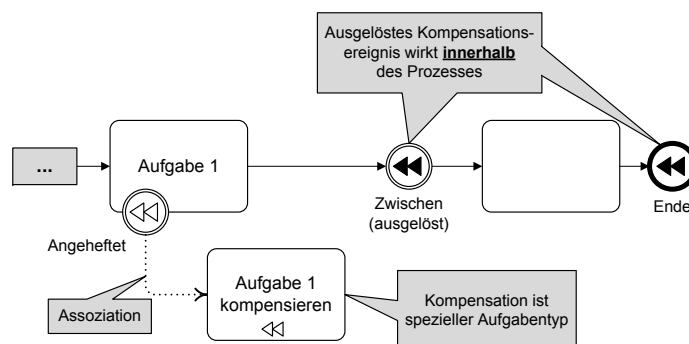 Ausgelöstes Kompensations-
ereignis wirkt innerhalb
des Prozesses
...
Aufgabe 1
Zwischen
(ausgelöst)
Ende
Angeheftet
Aufgabe 1
kompensieren
Assoziation
Kompensation ist
spezieller Aufgabentyp